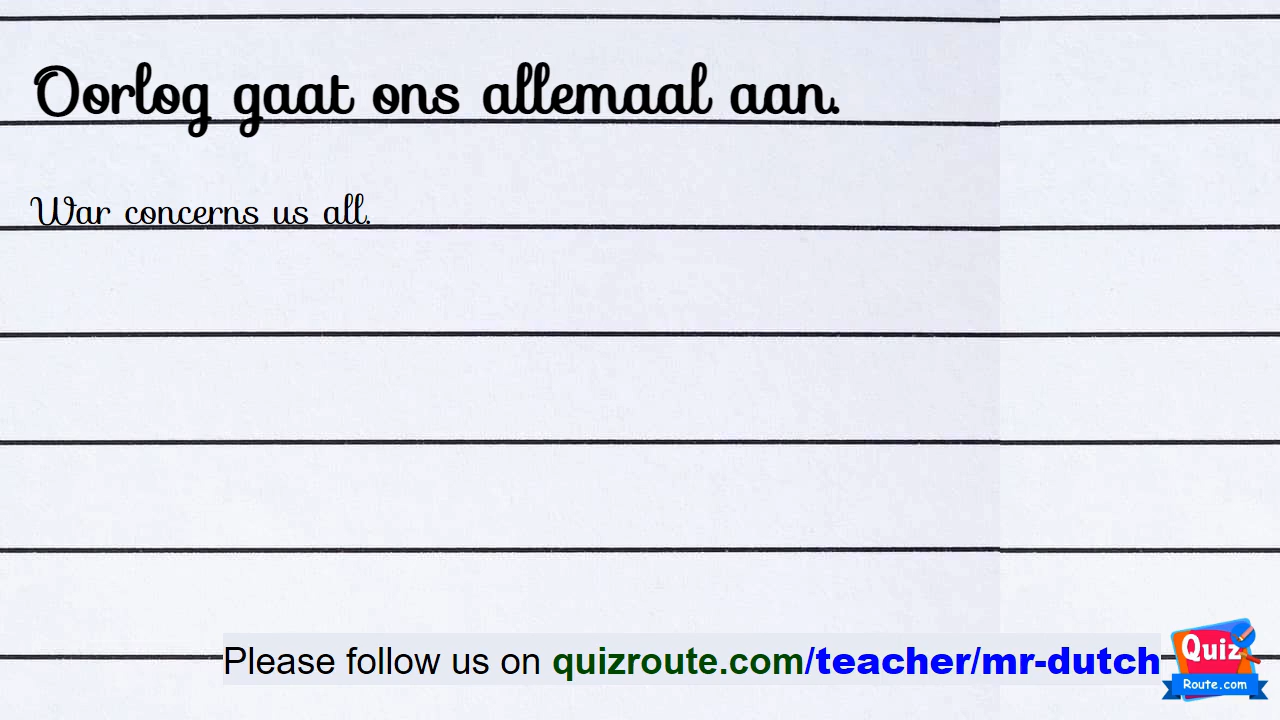 Oorlog gaat ons allemaal aan.
War concerns us all.
Please follow us on quizroute.com/teacher/mr-dutch
Quiz
Route.com